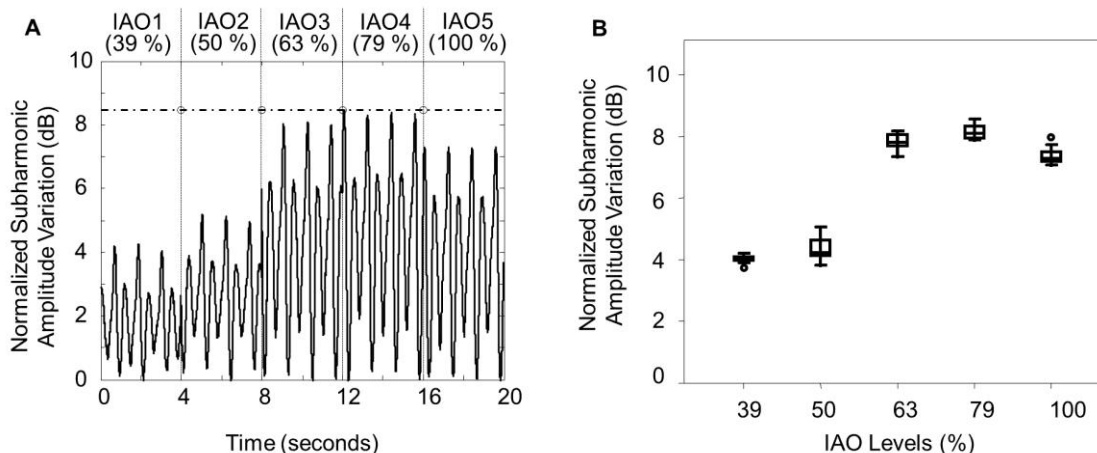 A
IAO1 IAO2 IAO3 IAO4 IAO5
(39 %) (50 %) (63 %) (79 %) (100 %)
Normalized Subharmonic
Amplitude Variation (dB)
10
8
6
4
2
0
0 4 8 12 16 20
Time (seconds)
B
Normalized Subharmonic
Amplitude Variation (dB)
10
8
6
4
2
0
39 50 63 79 100
IAO Levels (%)